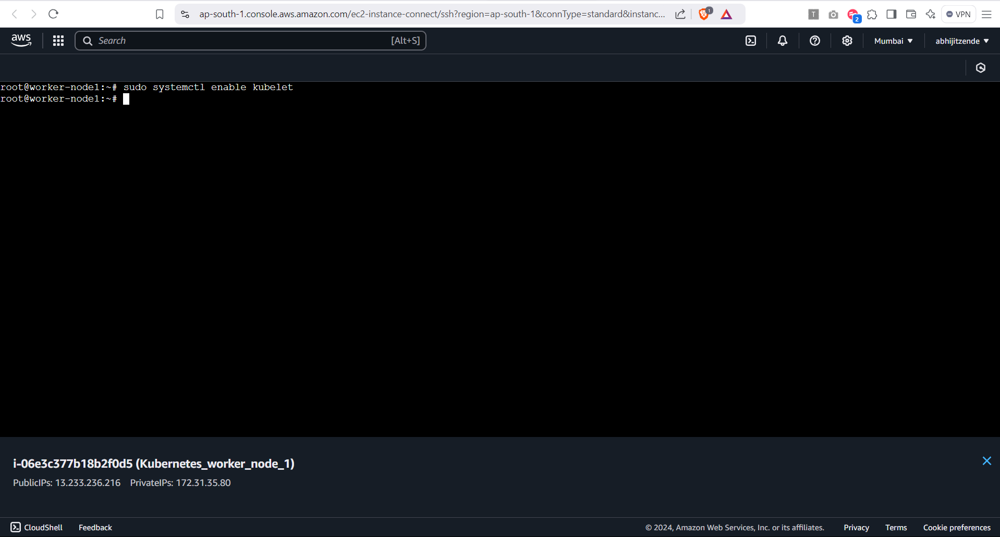 ap-south-1.console.aws.amazon.com/ec2-instance-connect/ssh?region=ap-south-1&connType=standard&instanc...
1
T
2
VPN
aws
Search
[Alt+S]
Mumbai
abhijitzende
root@worker-node1:~# sudo systemctl enable kubelet
root@worker-node1:~#
i-06e3c377b18b2f0d5 (Kubernetes_worker_node_1)
PublicIPs: 13.233.236.216 PrivateIPs: 172.31.35.80
CloudShell
Feedback
© 2024, Amazon Web Services, Inc. or its affiliates.
Privacy
Terms
Cookie preferences